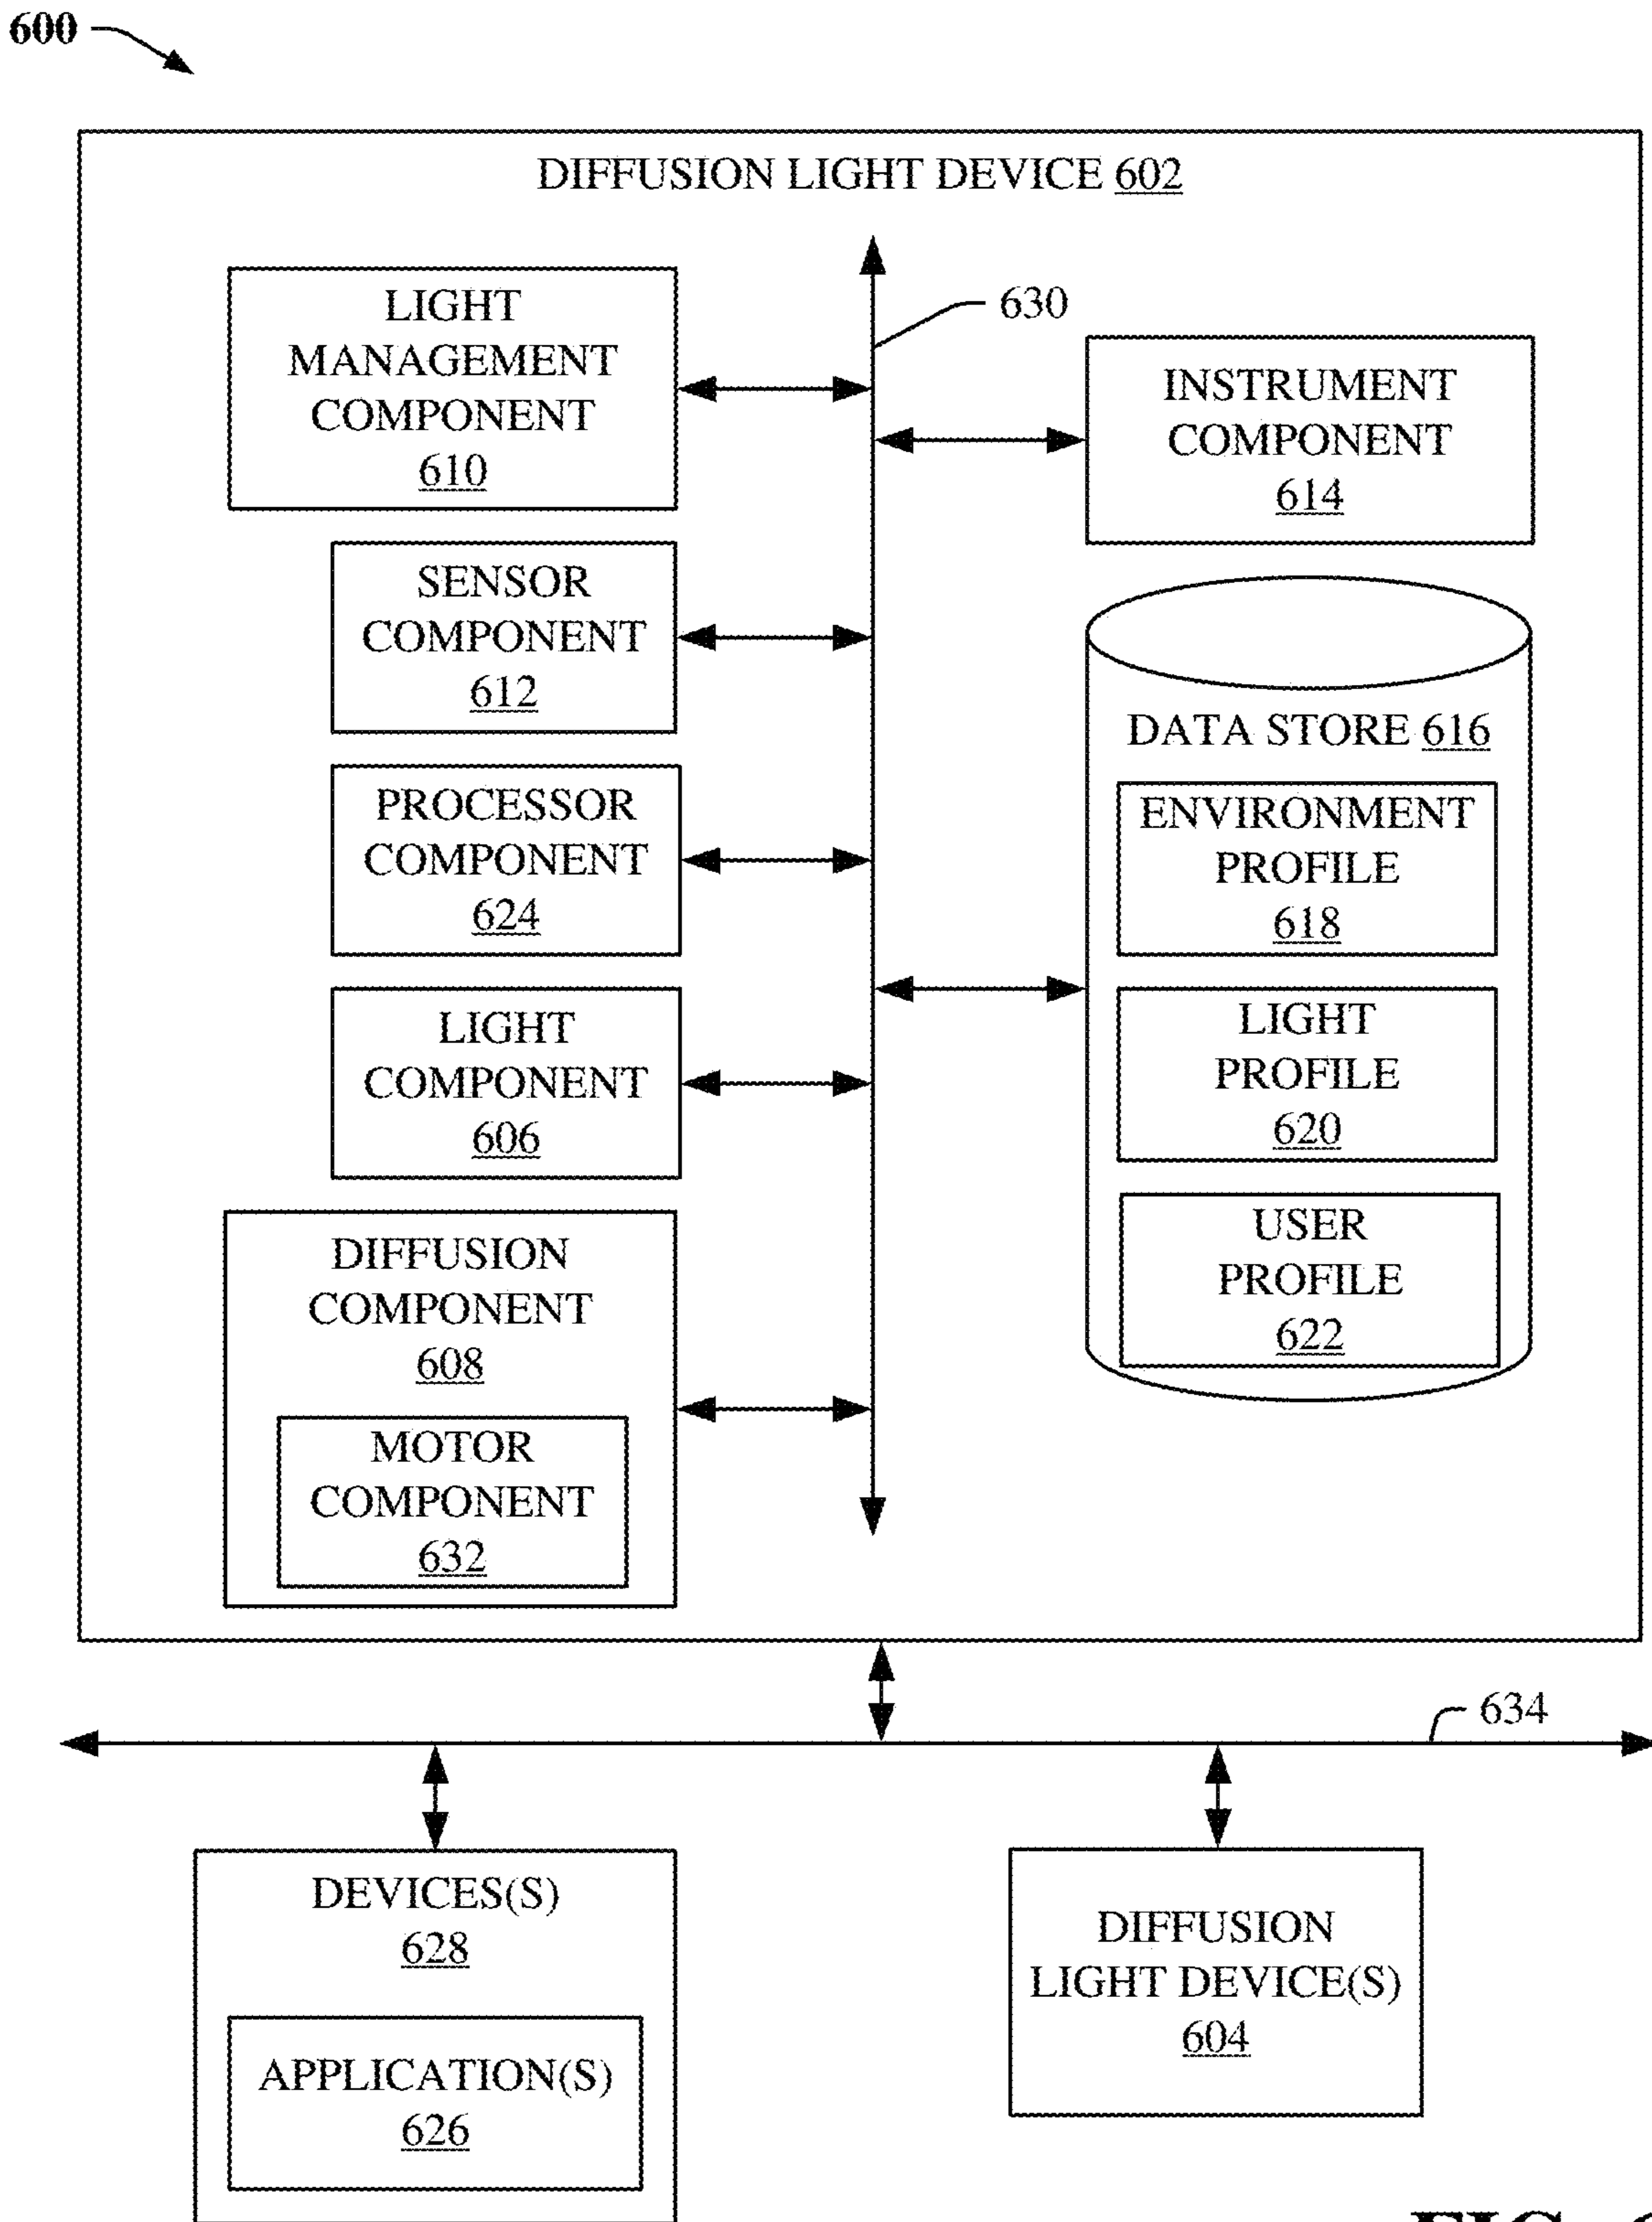 600
DIFFUSION LIGHT DEVICE 602
630
LIGHT
MANAGEMENT
COMPONENT
610
INSTRUMENT
COMPONENT
614
SENSOR
COMPONENT
612
DATA STORE 616
PROCESSOR
COMPONENT
624
ENVIRONMENT
PROFILE
618
LIGHT
COMPONENT
606
LIGHT
PROFILE
620
DIFFUSION
COMPONENT
608
USER
PROFILE
622
MOTOR
COMPONENT
632
634
DEVICES(S)
628
APPLICATION(S)
626
DIFFUSION
LIGHT DEVICE(S)
604
FIG.